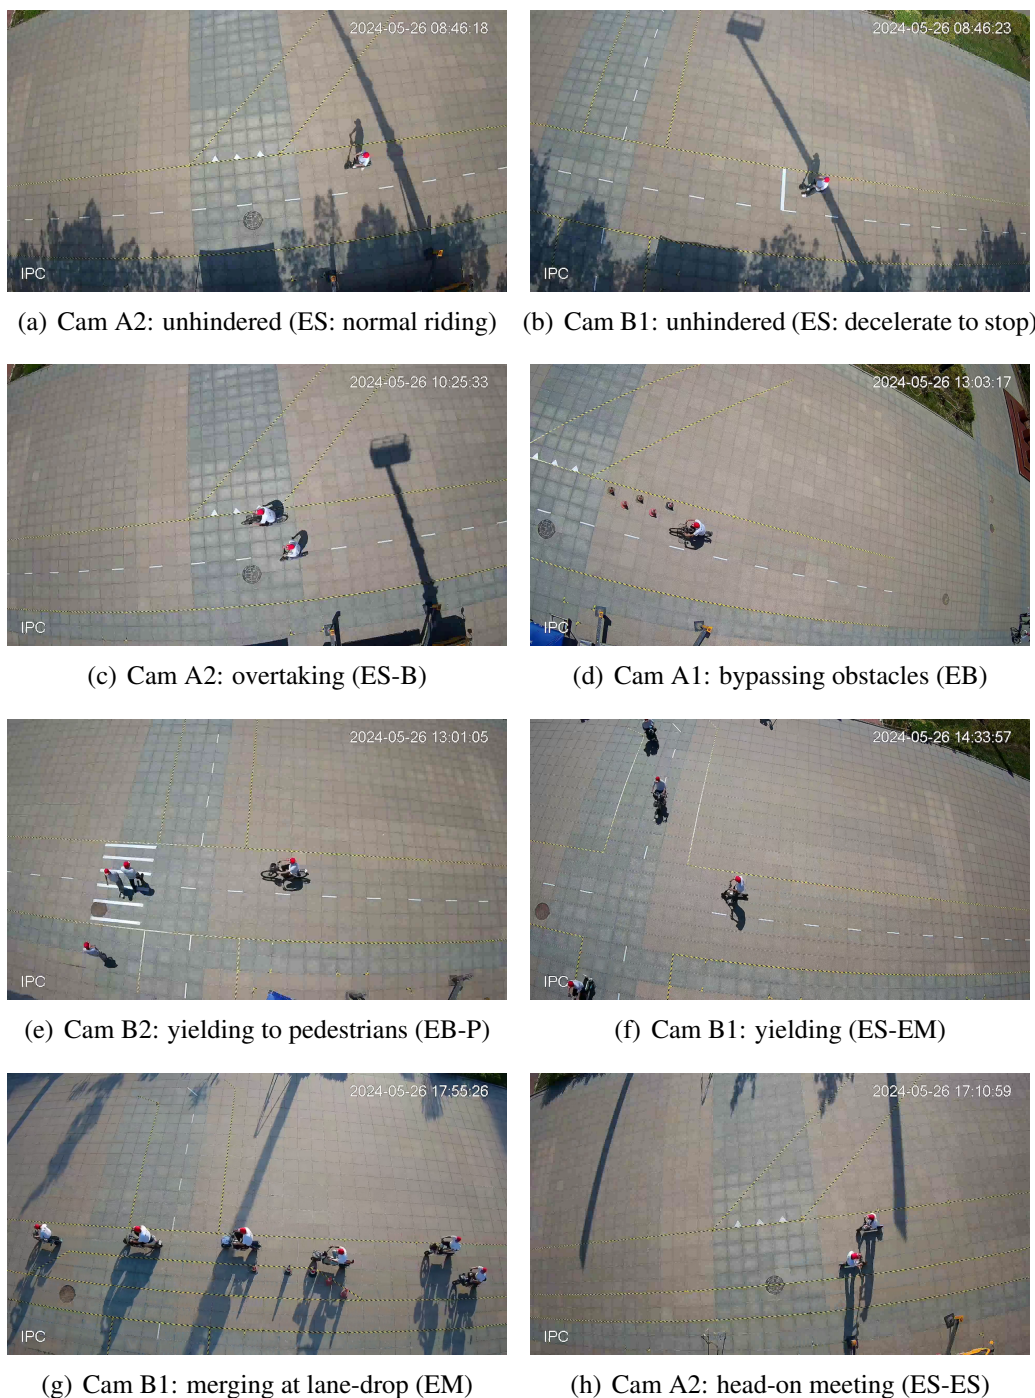 2024-05-26 08:46:18
IPC
2024-05-26 08:46:23
IPC
(a) Cam A2: unhindered (ES: normal riding)
(b) Cam B1: unhindered (ES: decelerate to stop)
2024-05-26 10:25:33
IPC
2024-05-26 13:03:17
IPC
(c) Cam A2: overtaking (ES-B)
(d) Cam A1: bypassing obstacles (EB)
2024-05-26 13:01:05
IPC
2024-05-26 14:33:57
IPC
(e) Cam B2: yielding to pedestrians (EB-P)
(f) Cam B1: yielding (ES-EM)
2024-05-26 17:55:26
IPC
2024-05-26 17:10:59
IPC
(g) Cam B1: merging at lane-drop (EM)
(h) Cam A2: head-on meeting (ES-ES)